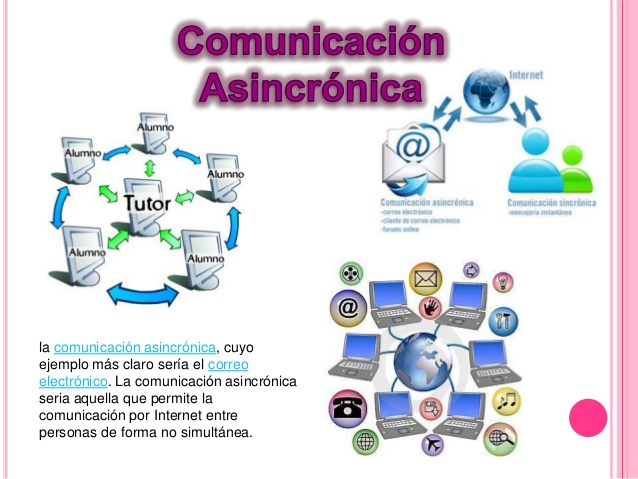 Comunicación
Asincrónica
Internet
Alumno
Alumno
Alumno
Alumno
Tutor
Alumno
Alumno
Comunicación asincrónica
-correo electrónico
-cliente de correo electrónico
-forums online
Comunicación sincrónica
-mensajería instantánea
la comunicación asincrónica, cuyo
ejemplo más claro sería el correo
electrónico. La comunicación asincrónica
seria aquella que permite la
comunicación por Internet entre
personas de forma no simultánea.